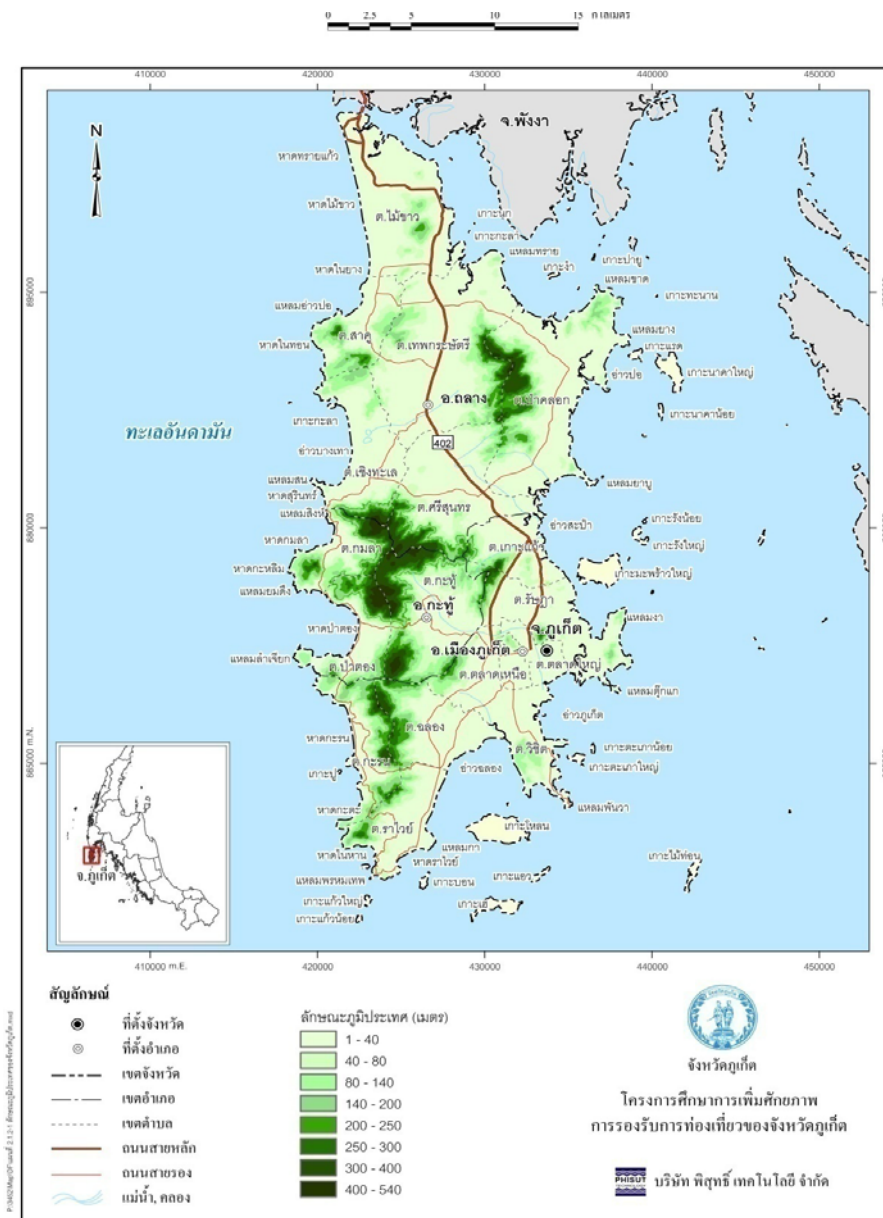 0 2.5 5 10 15 กิโลเมตร
410000 420000 430000 440000 450000
N
จ.พังงา
หาดทรายแก้ว
หาดไม้ขาว
ต.ไม้ขาว
เกาะกะลา
แหลมทราย
หาดในยาง
เกาะงำ
เกาะปายู
แหลมขาด
695000
เกาะทะนาน
แหลมอ่าวปอ
ต.สาคู
ต.เทพกระษัตรี
แหลมยาง
เกาะแรด
หาดในทอน
อ่าวปอ
เกาะนาคาใหญ่
ต.ป่าคลอก
อ.ถลาง
เกาะนาคาน้อย
เกาะกะลา
ทะเลอันดามัน
402
อ่าวบางเทา
ต.เชิงทะเล
แหลมสน
แหลมยาบู
หาดสุรินทร์
ต.ศรีสุนทร
แหลมสิงห์
อ่าวสะปำ
เกาะรังน้อย
680000
หาดกมลา
ต.กมลา
ต.เกาะแก้ว
เกาะรังใหญ่
หาดกะหลิม
ต.กะทู้
เกาะมะพร้าวใหญ่
แหลมยมดึง
ต.รัษฎา
อ.กะทู้
แหลมงา
หาดป่าตอง
จ.ภูเก็ต
อ.เมืองภูเก็ต
แหลมลำเจียก
ต.ป่าตอง
ต.ตลาดใหญ่
ต.ตลาดเหนือ
แหลมตุ๊กแก
อ่าวภูเก็ต
ต.ฉลอง
หาดกะรน
ต.วิชิต
เกาะตะเภาน้อย
665000 m.N.
ต.กะรน
อ่าวฉลอง
เกาะตะเภาใหญ่
เกาะปู
แหลมพันวา
หาดกะตะ
ต.ราไวย์
เกาะโหลน
แหลมกา
หาดในหาน
หาดราไวย์
เกาะไม้ท่อน
แหลมพรหมเทพ
เกาะบอน
เกาะแอว
เกาะแก้วใหญ่
เกาะเฮ
เกาะแก้วน้อย
จ.ภูเก็ต
410000 m.E. 420000 430000 440000 450000
สัญลักษณ์
ที่ตั้งจังหวัด
ที่ตั้งอำเภอ
เขตจังหวัด
เขตอำเภอ
เขตตำบล
ถนนสายหลัก
ถนนสายรอง
แม่น้ำ, คลอง
ลักษณะภูมิประเทศ (เมตร)
1 - 40
40 - 80
80 - 140
140 - 200
200 - 250
250 - 300
300 - 400
400 - 540
จังหวัดภูเก็ต
โครงการศึกษาการเพิ่มศักยภาพ
การรองรับการท่องเที่ยวของจังหวัดภูเก็ต
PHISUT บริษัท พิสุทธิ์ เทคโนโลยี จำกัด